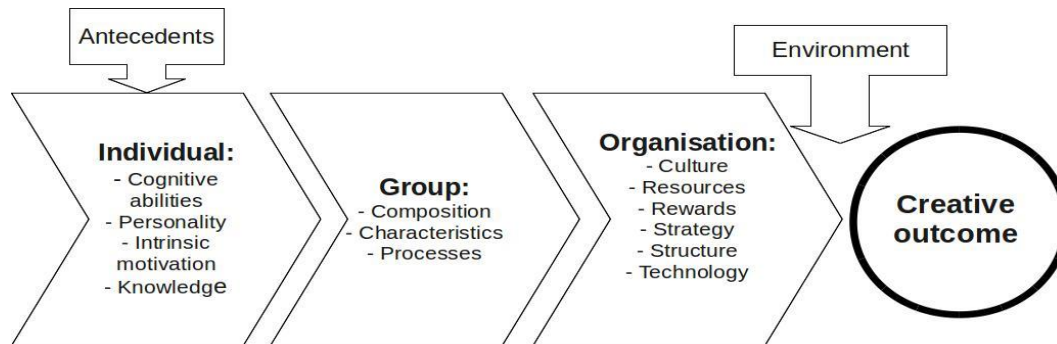 Antecedents
Environment
Individual:
- Cognitive
abilities
- Personality
- Intrinsic
motivation
- Knowledge
Group:
- Composition
- Characteristics
- Processes
Organisation:
- Culture
- Resources
- Rewards
- Strategy
- Structure
- Technology
Creative
outcome